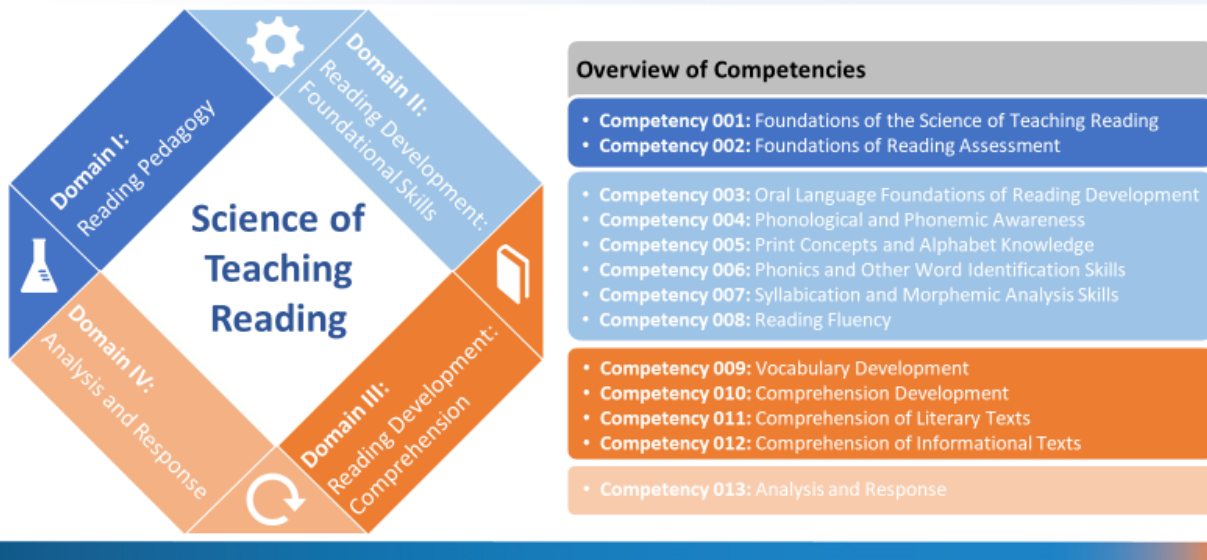 Domain I:
Reading Pedagogy
Domain II:
Reading Development:
Foundational Skills
Science of
Teaching
Reading
Domain IV:
Analysis and Response
Domain III:
Reading Development:
Comprehension
Overview of Competencies
• Competency 001: Foundations of the Science of Teaching Reading
• Competency 002: Foundations of Reading Assessment
• Competency 003: Oral Language Foundations of Reading Development
• Competency 004: Phonological and Phonemic Awareness
• Competency 005: Print Concepts and Alphabet Knowledge
• Competency 006: Phonics and Other Word Identification Skills
• Competency 007: Syllabication and Morphemic Analysis Skills
• Competency 008: Reading Fluency
• Competency 009: Vocabulary Development
• Competency 010: Comprehension Development
• Competency 011: Comprehension of Literary Texts
• Competency 012: Comprehension of Informational Texts
• Competency 013: Analysis and Response